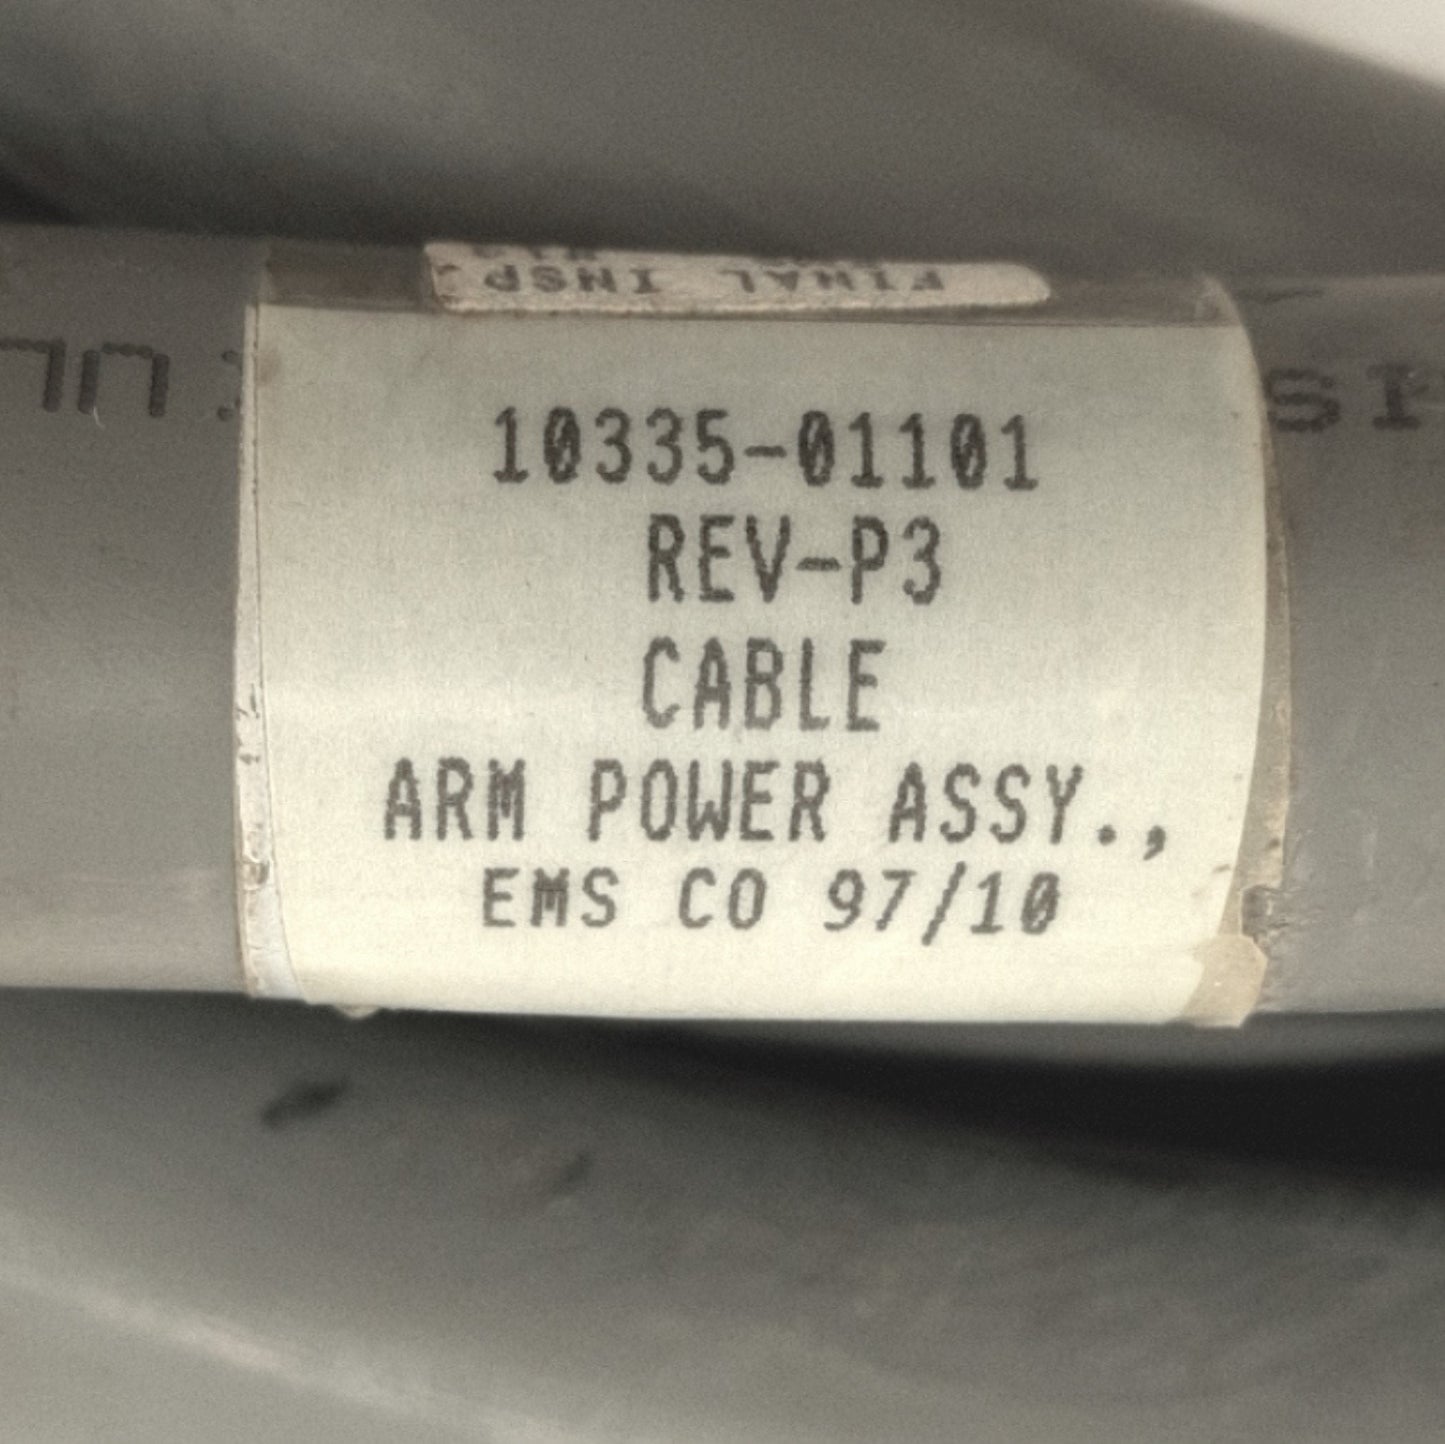 FINAL INSP
10335-01101
REV-P3
CABLE
ARM POWER ASSY.,
EMS CO 97/10